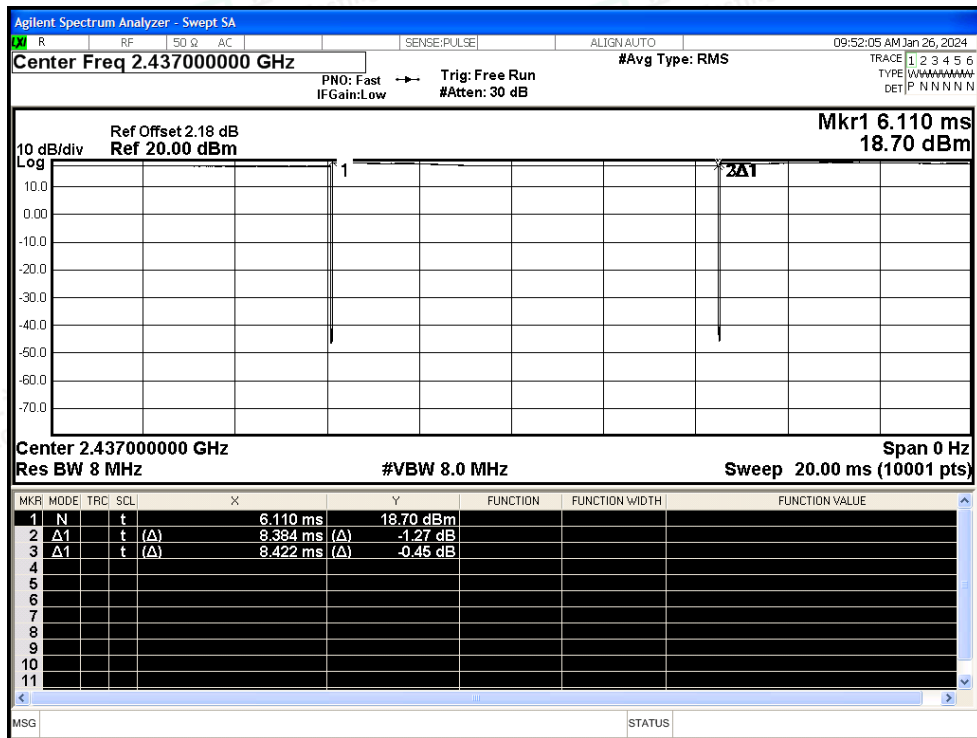 Agilent Spectrum Analyzer - Swept SA
LXI R RF 50 Ω AC SENSE:PULSE ALIGN AUTO 09:52:05 AM Jan 26, 2024
Center Freq 2.437000000 GHz #Avg Type: RMS TRACE 1 2 3 4 5 6
PNO: Fast Trig: Free Run TYPE WWWWWW
IFGain:Low #Atten: 30 dB DET P N N N N N
Mkr1 6.110 ms
Ref Offset 2.18 dB
10 dB/div Ref 20.00 dBm 18.70 dBm
Log
1
2
3Δ1
10.0
0.00
-10.0
-20.0
-30.0
-40.0
-50.0
-60.0
-70.0
Center 2.437000000 GHz Span 0 Hz
Res BW 8 MHz #VBW 8.0 MHz Sweep 20.00 ms (10001 pts)
MKR MODE TRC SCL X Y FUNCTION FUNCTION WIDTH FUNCTION VALUE
1 N t 6.110 ms 18.70 dBm
2 Δ1 t (Δ) 8.384 ms (Δ) -1.27 dB
3 Δ1 t (Δ) 8.422 ms (Δ) -0.45 dB
4
5
6
7
8
9
10
11
MSG STATUS